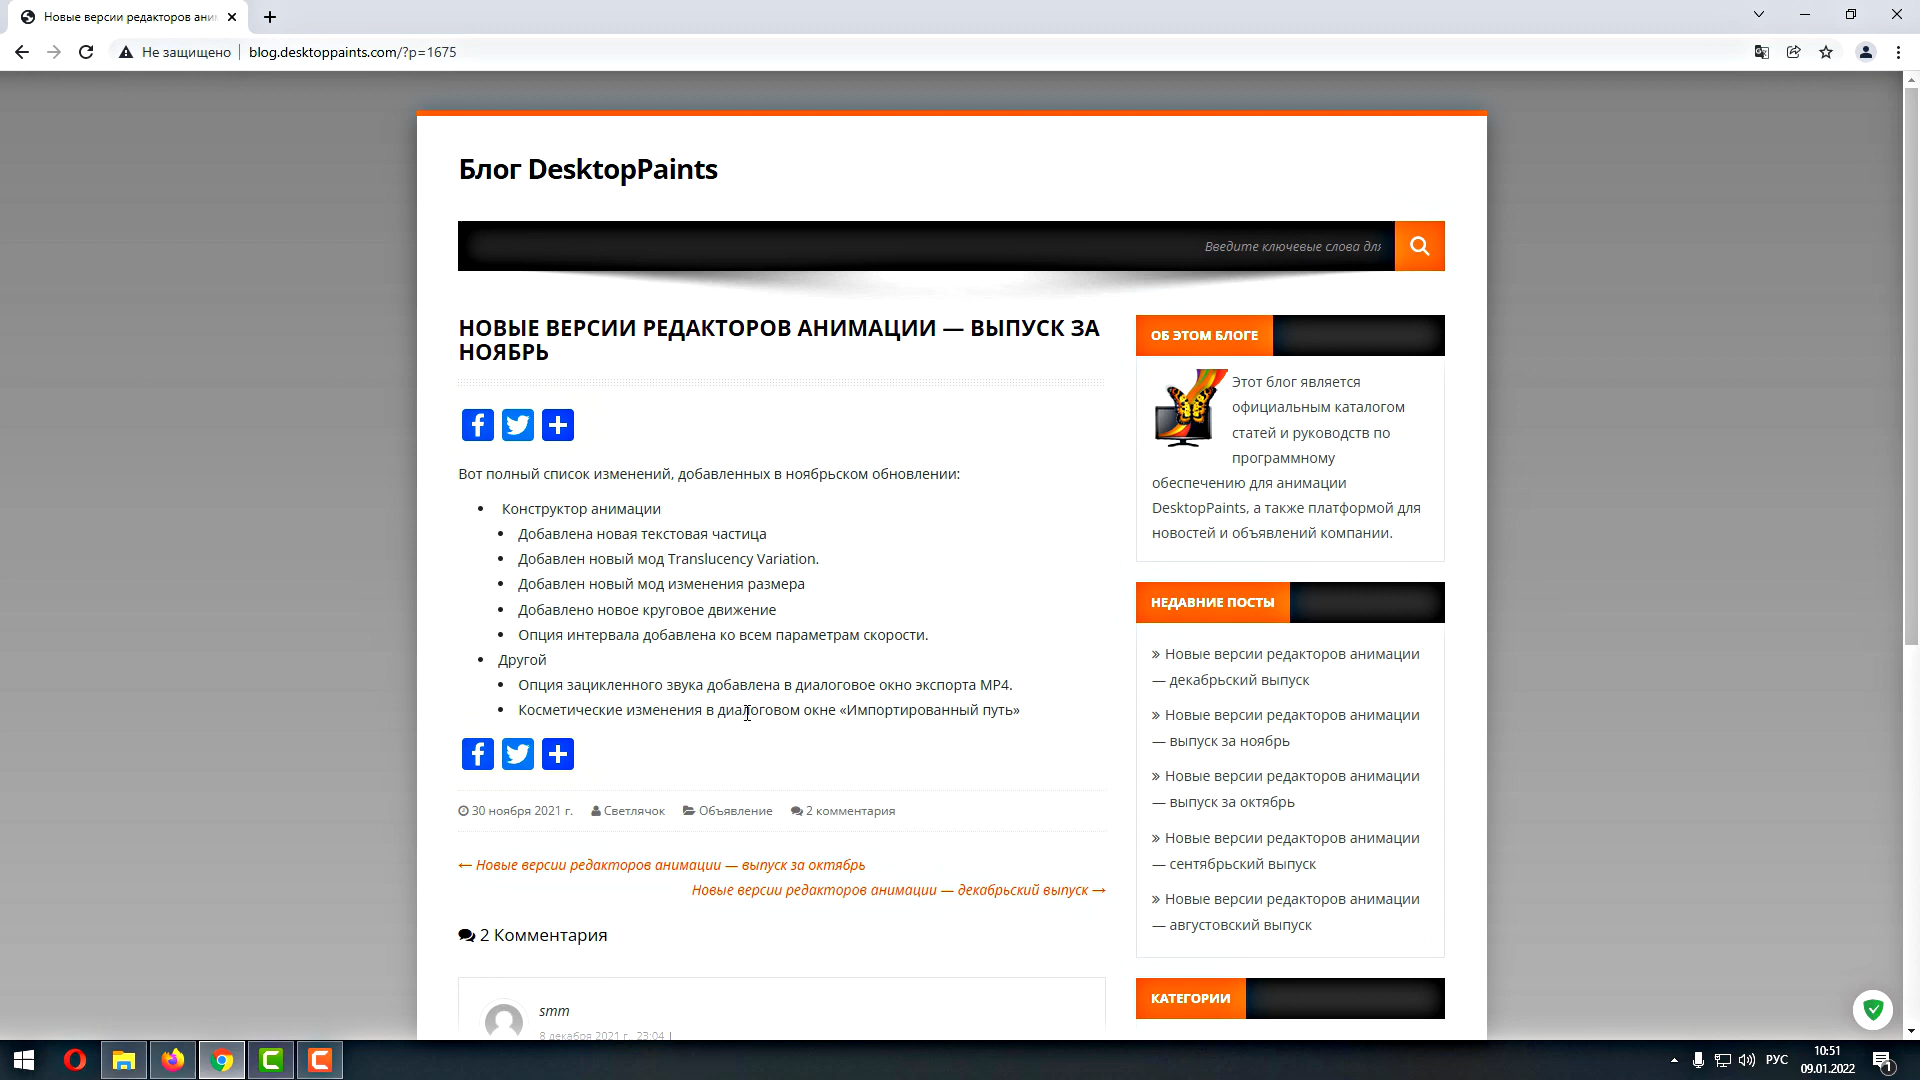 Новые версии редакторов ани
Не защищено
blog.desktoppaints.com/?p=1675
Блог DesktopPaints
Введите ключевые слова для
НОВЫЕ ВЕРСИИ РЕДАКТОРОВ АНИМАЦИИ — ВЫПУСК ЗА
НОЯБРЬ
Вот полный список изменений, добавленных в ноябрьском обновлении:
Конструктор анимации
Добавлена новая текстовая частица
Добавлен новый мод Translucency Variation.
Добавлен новый мод изменения размера
Добавлено новое круговое движение
Опция интервала добавлена ко всем параметрам скорости.
Другой
Опция зацикленного звука добавлена в диалоговое окно экспорта MP4.
Косметические изменения в диалоговом окне «Импортированный путь»
30 ноября 2021 г. Светлячок Объявление 2 комментария
← Новые версии редакторов анимации — выпуск за октябрь
Новые версии редакторов анимации — декабрьский выпуск →
2 Комментария
smm
8 декабря 2021 г., 23:04 |
ОБ ЭТОМ БЛОГЕ
Этот блог является
официальным каталогом
статей и руководств по
программному
обеспечению для анимации
DesktopPaints, а также платформой для
новостей и объявлений компании.
НЕДАВНИЕ ПОСТЫ
» Новые версии редакторов анимации
— декабрьский выпуск
» Новые версии редакторов анимации
— выпуск за ноябрь
» Новые версии редакторов анимации
— выпуск за октябрь
» Новые версии редакторов анимации
— сентябрьский выпуск
» Новые версии редакторов анимации
— августовский выпуск
КАТЕГОРИИ
РУС
10:51
09.01.2022
1